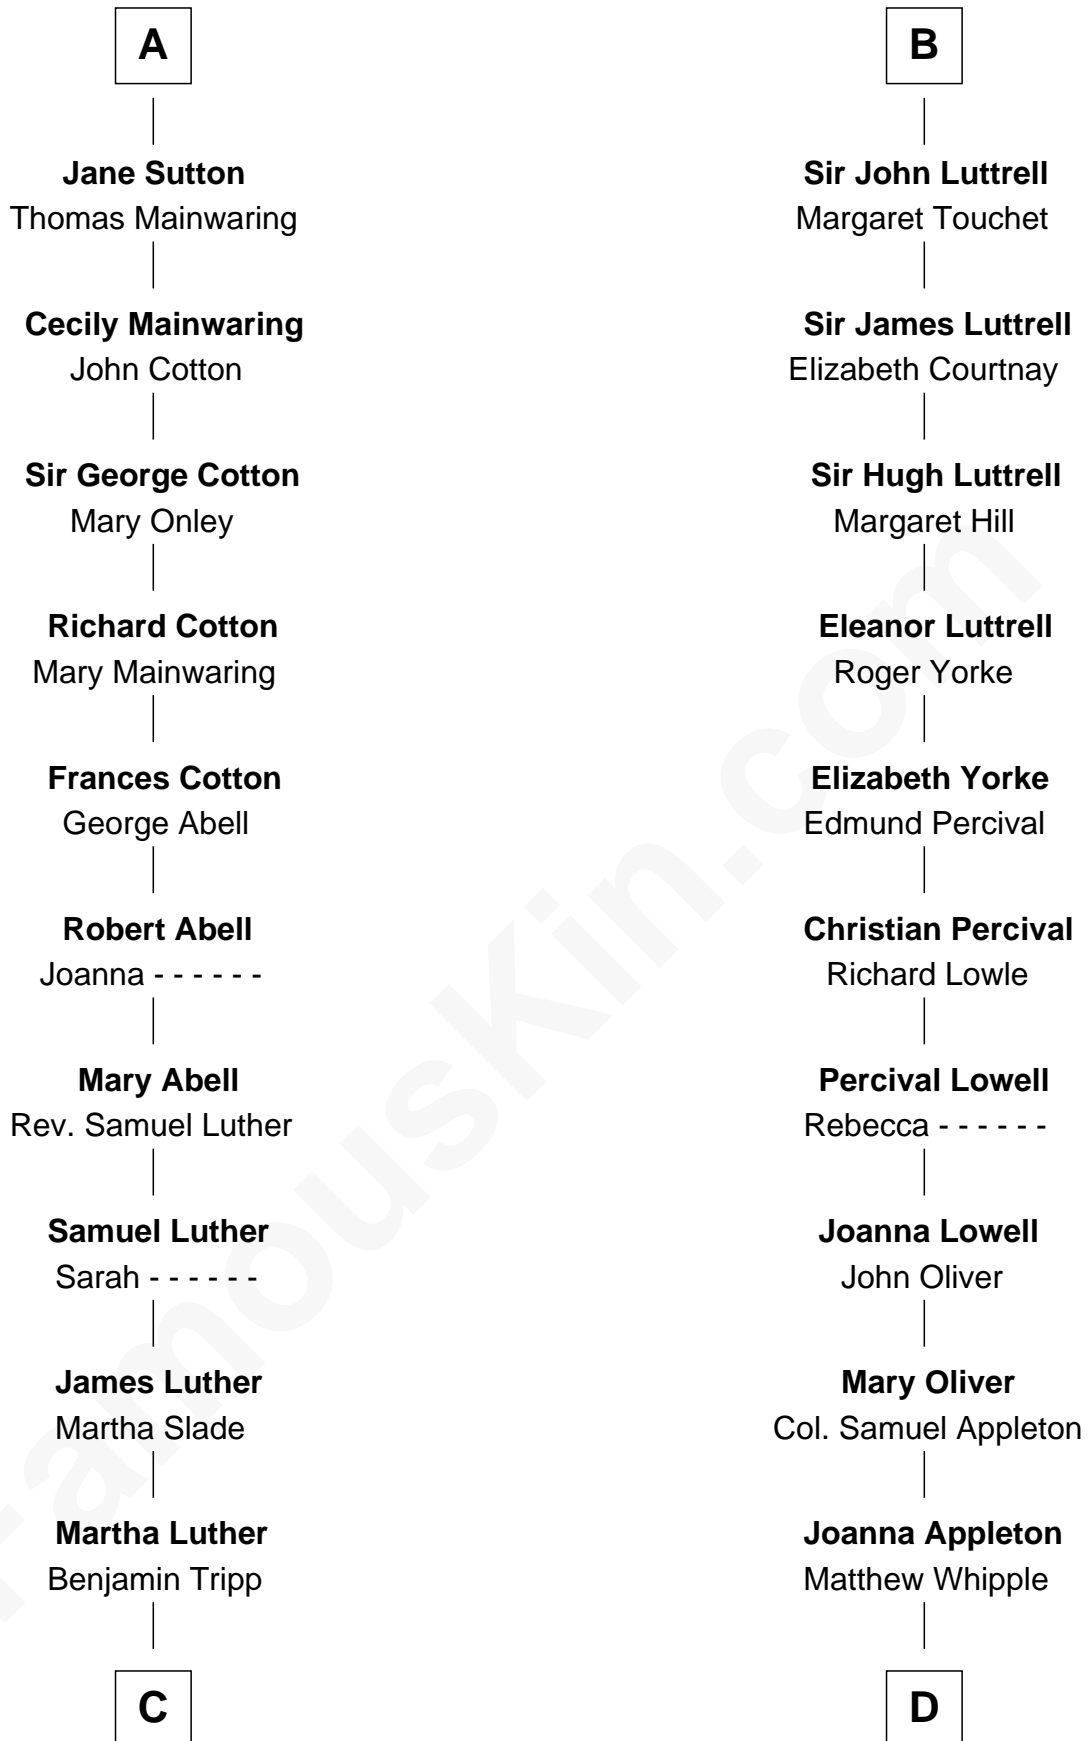 A
Jane Sutton
Thomas Mainwaring
Cecily Mainwaring
John Cotton
Sir George Cotton
Mary Onley
Richard Cotton
Mary Mainwaring
Frances Cotton
George Abell
Robert Abell
Joanna - - - - - -
Mary Abell
Rev. Samuel Luther
Samuel Luther
Sarah - - - - - -
James Luther
Martha Slade
Martha Luther
Benjamin Tripp
C
B
Sir John Luttrell
Margaret Touchet
Sir James Luttrell
Elizabeth Courtnay
Sir Hugh Luttrell
Margaret Hill
Eleanor Luttrell
Roger Yorke
Elizabeth Yorke
Edmund Percival
Christian Percival
Richard Lowle
Percival Lowell
Rebecca - - - - - -
Joanna Lowell
John Oliver
Mary Oliver
Col. Samuel Appleton
Joanna Appleton
Matthew Whipple
D
FamousKin.com